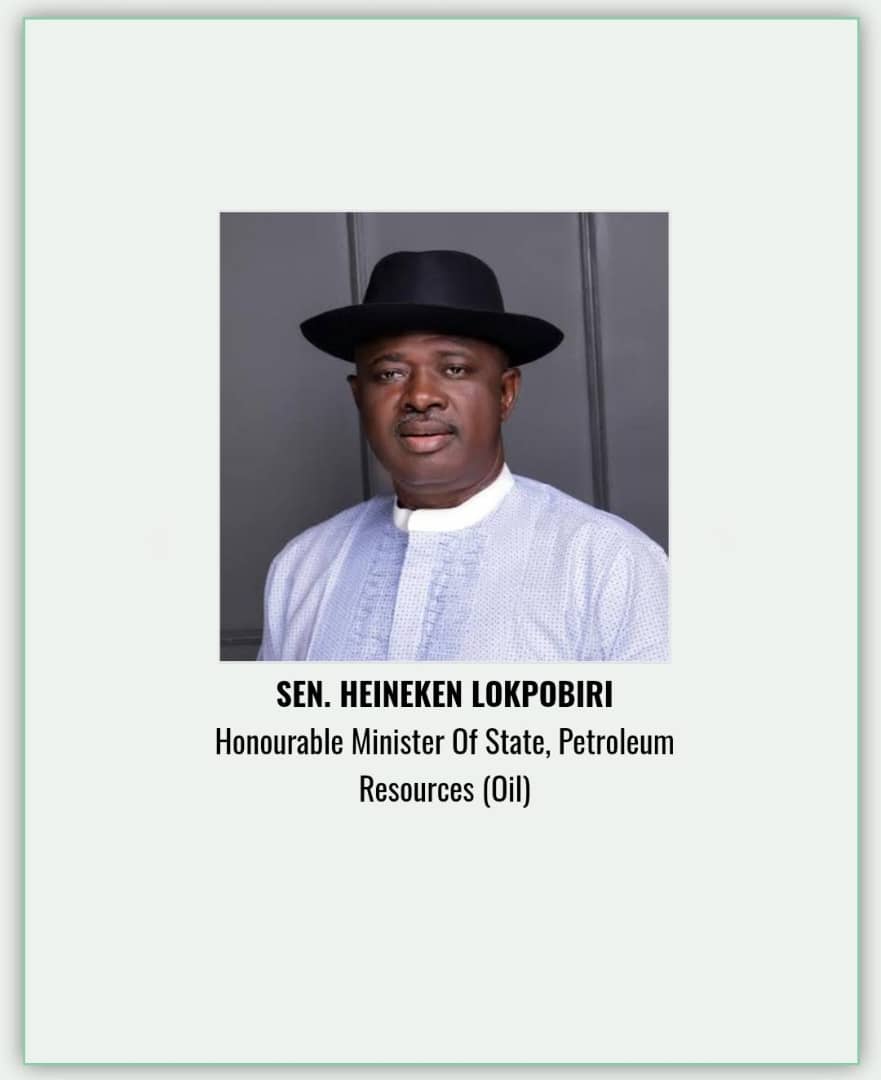 SEN. HEINEKEN LOKPOBIRI
Honourable Minister Of State, Petroleum
Resources (Oil)